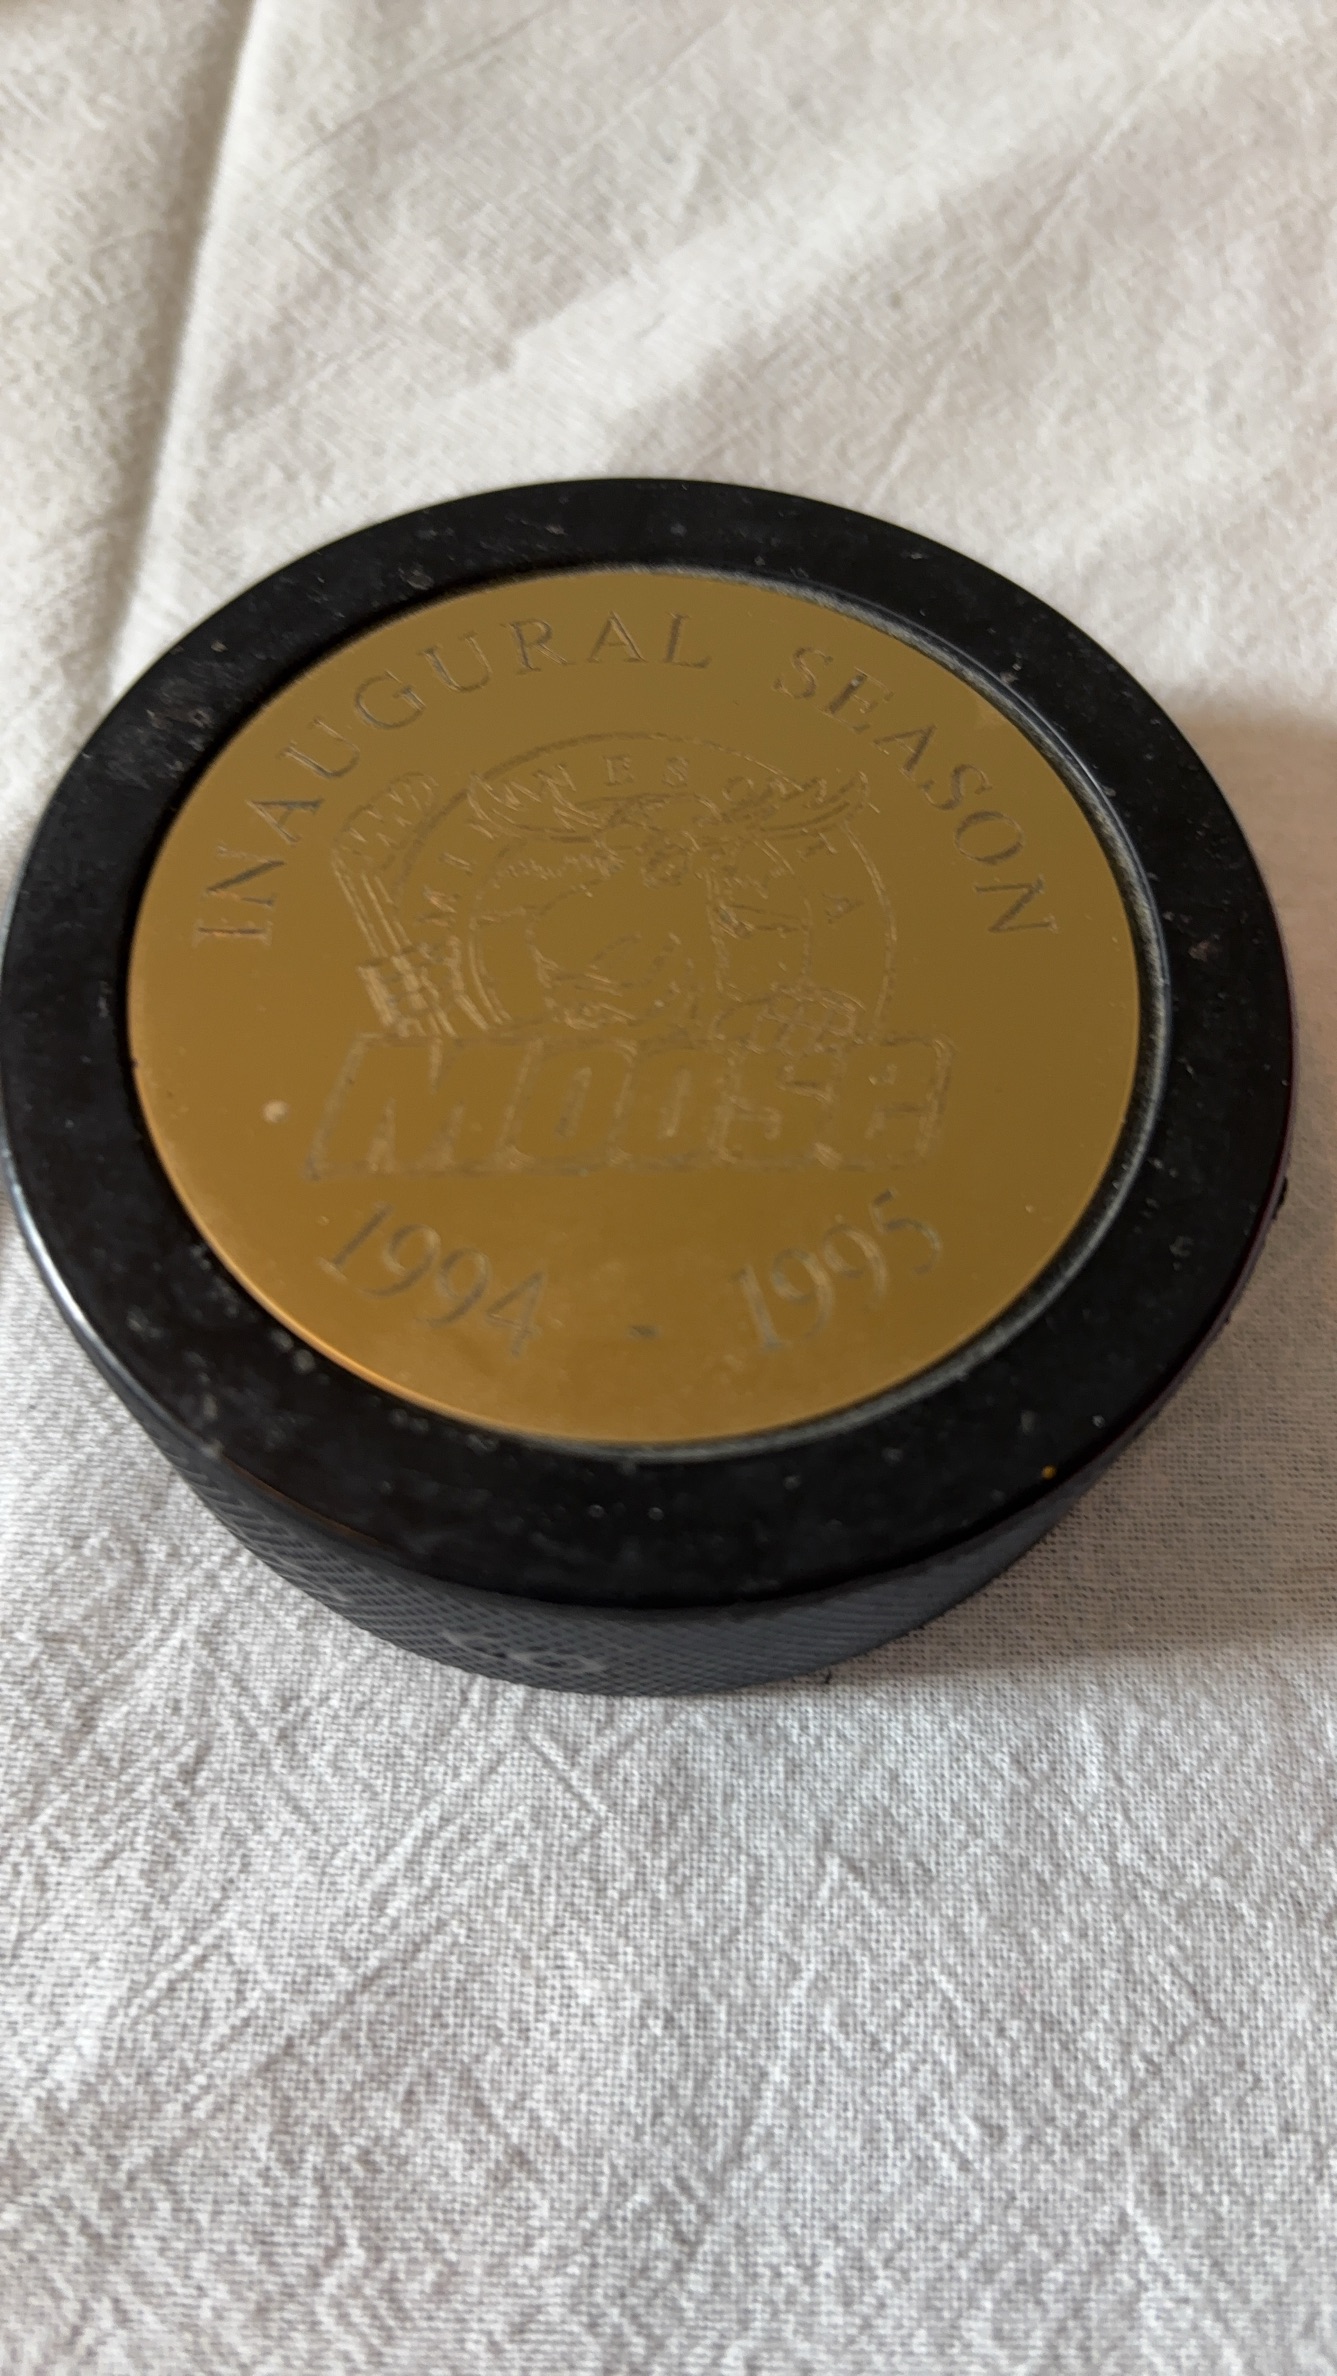 INAUGURAL SEASON
MINNESOTA
MOOSE
1994 - 1995